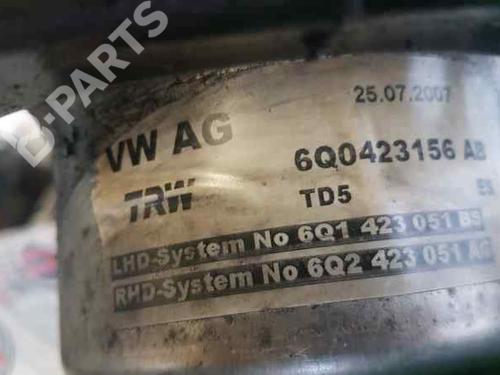 B-PARTS
25.07.2007
VW AG
6Q0423156 AB
TRW
TD5
LHD-System No 6Q1 423 051 BS
RHD-System No 6Q2 423 051